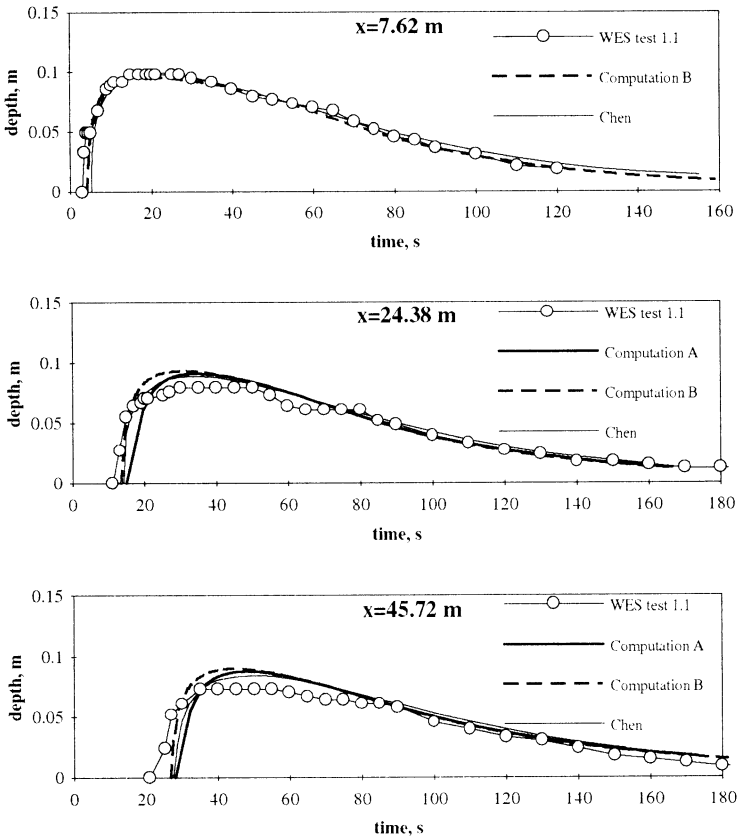 x=7.62 m
0.15
0.1
0.05
0
depth, m
WES test 1.1
Computation B
Chen
0 20 40 60 80 100 120 140 160
time, s
x=24.38 m
0.15
0.1
0.05
0
depth, m
WES test 1.1
Computation A
Computation B
Chen
0 20 40 60 80 100 120 140 160 180
time, s
x=45.72 m
0.15
0.1
0.05
0
depth, m
WES test 1.1
Computation A
Computation B
Chen
0 20 40 60 80 100 120 140 160 180
time, s